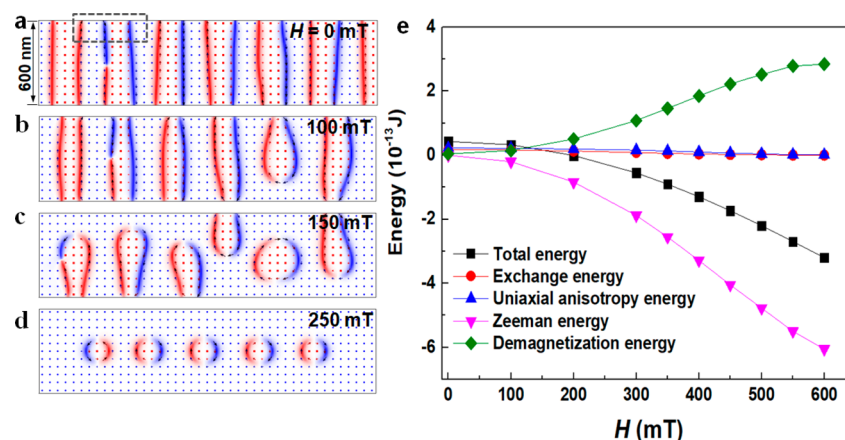 a
H = 0 mT
600 nm
b
100 mT
c
150 mT
d
250 mT
e
Energy (10⁻¹³ J)
4
2
0
-2
-4
-6
Total energy
Exchange energy
Uniaxial anisotropy energy
Zeeman energy
Demagnetization energy
0 100 200 300 400 500 600
H (mT)